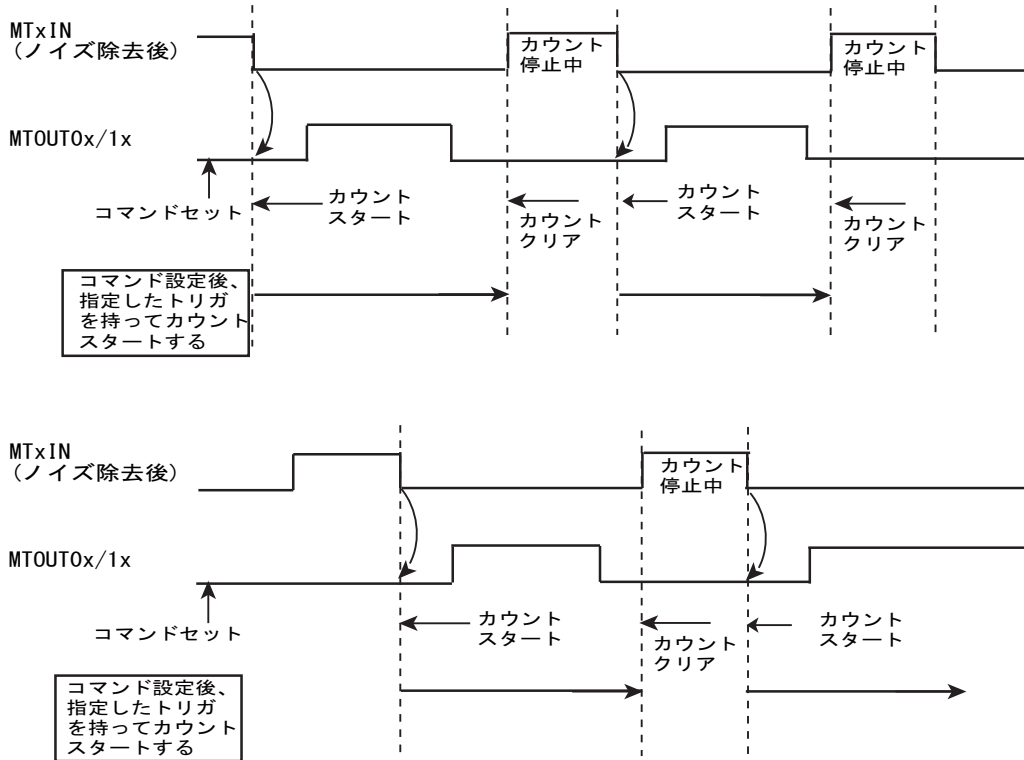 MTxIN
(ノイズ除去後)
カウント
停止中
カウント
停止中
MTOUT0x/1x
コマンドセット
カウント
スタート
カウント
クリア
カウント
スタート
カウント
クリア
コマンド設定後、
指定したトリガ
を持ってカウント
スタートする
MTxIN
(ノイズ除去後)
カウント
停止中
MTOUT0x/1x
コマンドセット
カウント
スタート
カウント
クリア
カウント
スタート
コマンド設定後、
指定したトリガ
を持ってカウント
スタートする